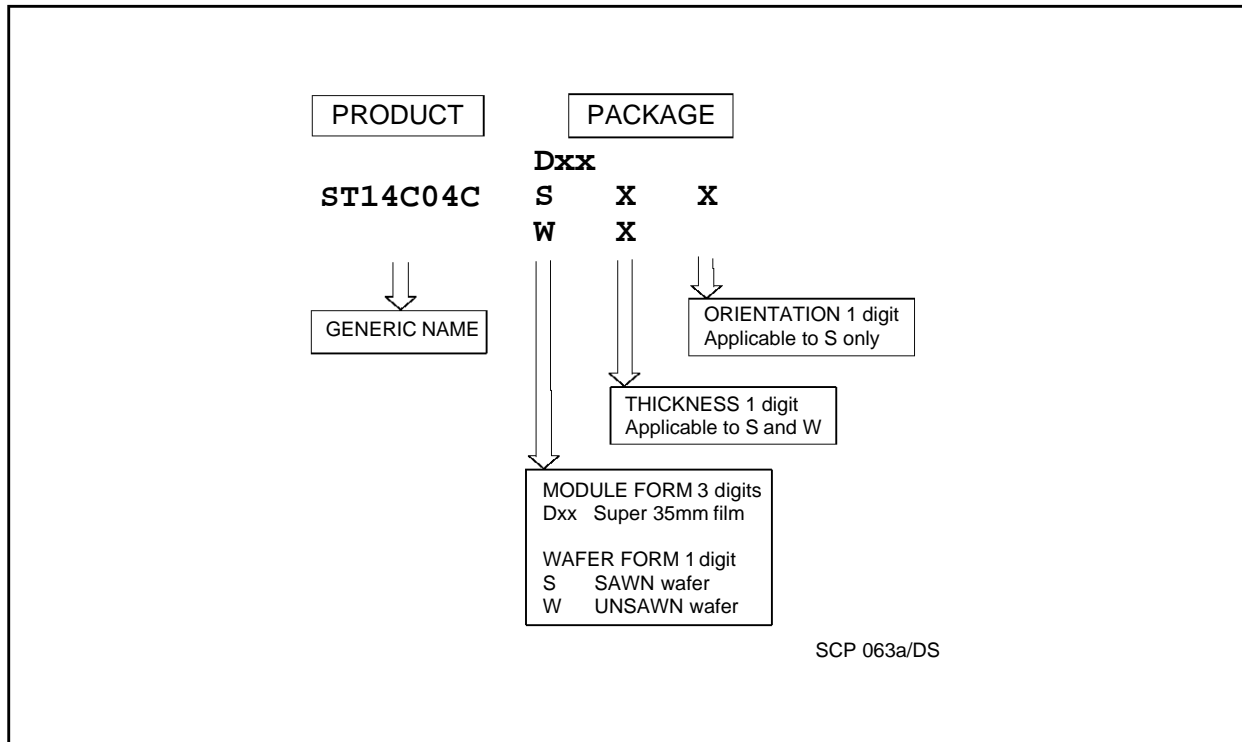 PRODUCT PACKAGE
Dxx
ST14C04C S X X
W X
GENERIC NAME
ORIENTATION 1 digit
Applicable to S only
THICKNESS 1 digit
Applicable to S and W
MODULE FORM 3 digits
Dxx Super 35mm film
WAFER FORM 1 digit
S SAWN wafer
W UNSAWN wafer
SCP 063a/DS